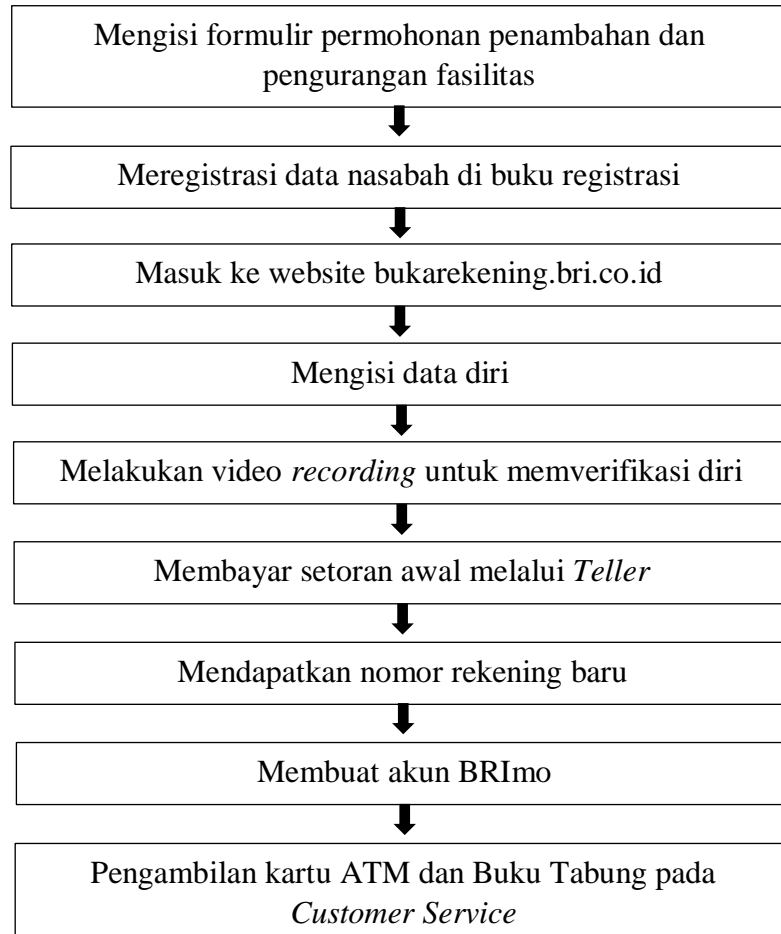 Mengisi formulir permohonan penambahan dan
pengurangan fasilitas
Meregistrasi data nasabah di buku registrasi
Masuk ke website bukarekening.bri.co.id
Mengisi data diri
Melakukan video recording untuk memverifikasi diri
Membayar setoran awal melalui Teller
Mendapatkan nomor rekening baru
Membuat akun BRImo
Pengambilan kartu ATM dan Buku Tabung pada
Customer Service